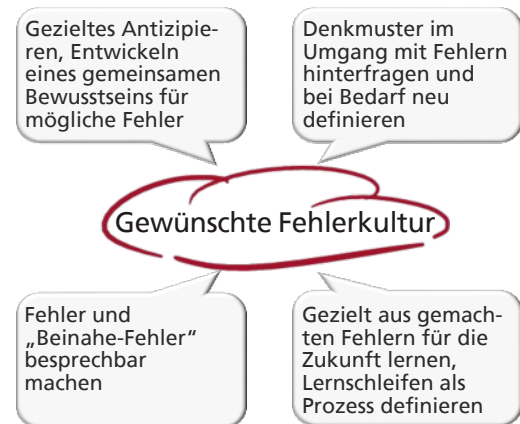 Gezieltes Antizipie-
ren, Entwickeln
eines gemeinsamen
Bewusstseins für
mögliche Fehler
Denkmuster im
Umgang mit Fehlern
hinterfragen und
bei Bedarf neu
definieren
Gewünschte Fehlerkultur
Fehler und
„Beinahe-Fehler“
besprechbar
machen
Gezielt aus gemach-
ten Fehlern für die
Zukunft lernen,
Lernschleifen als
Prozess definieren